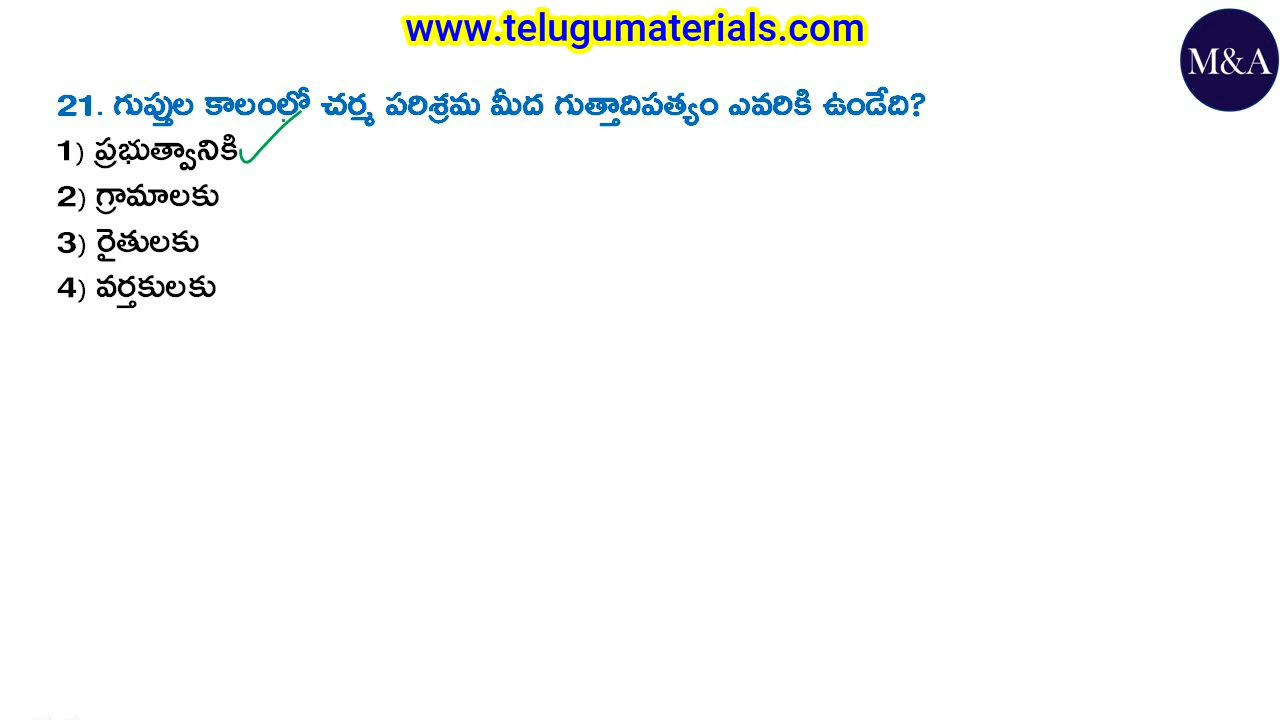 www.telugumaterials.com
M&A
21. గుప్తుల కాలంలో చర్మ పరిశ్రమ మీద గుత్తాదిపత్యం ఎవరికి ఉండేది?
1) ప్రభుత్వానికి
2) గ్రామాలకు
3) రైతులకు
4) వర్తకులకు